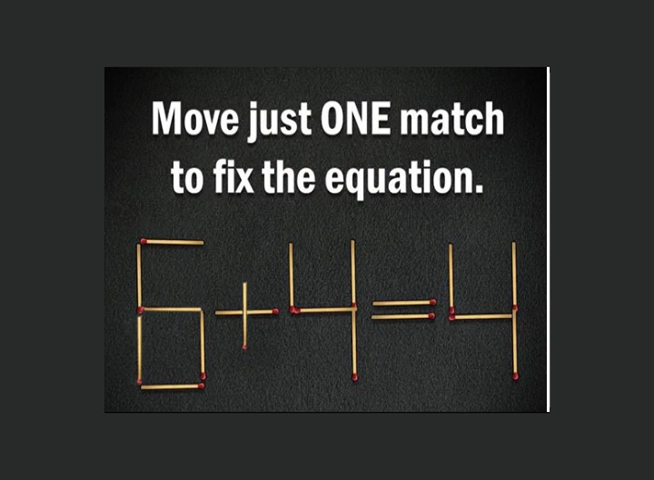 Move just ONE match
to fix the equation.
6+4=4